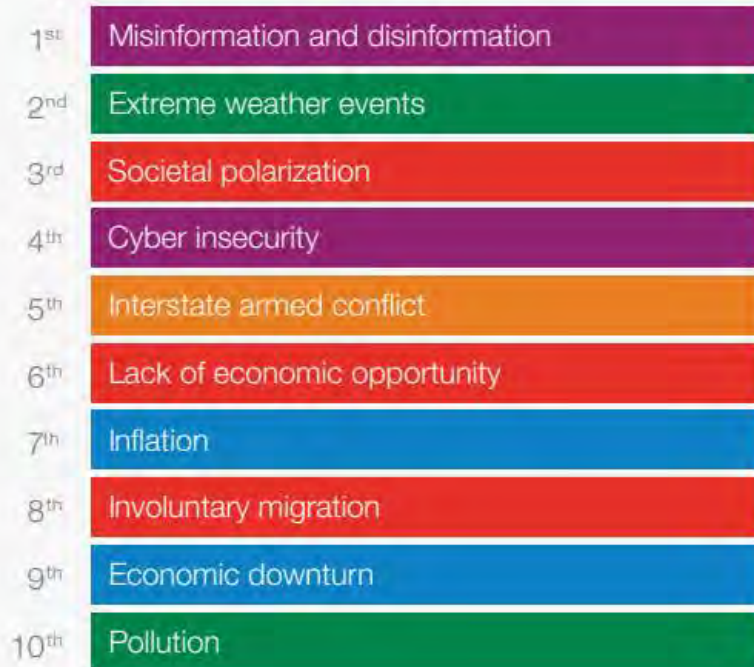 1st Misinformation and disinformation
2nd Extreme weather events
3rd Societal polarization
4th Cyber insecurity
5th Interstate armed conflict
6th Lack of economic opportunity
7th Inflation
8th Involuntary migration
9th Economic downturn
10th Pollution